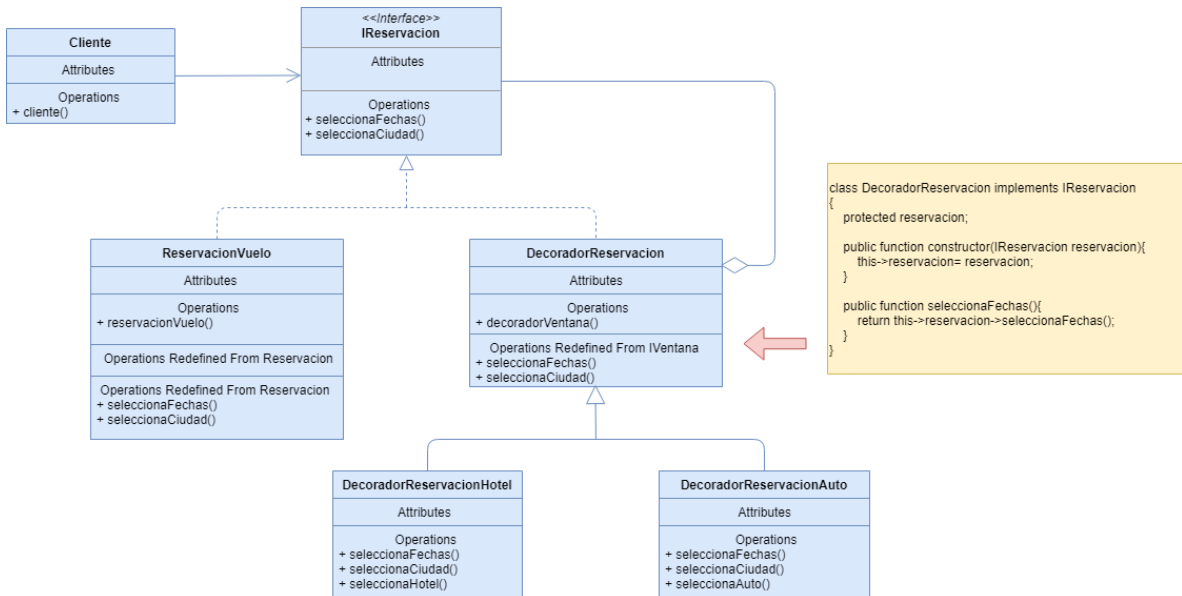 Cliente
Attributes
Operations
+ cliente()
<<Interface>>
IReservacion
Attributes
Operations
+ seleccionaFechas()
+ seleccionaCiudad()
ReservacionVuelo
Attributes
Operations
+ reservacionVuelo()
Operations Redefined From Reservacion
Operations Redefined From Reservacion
+ seleccionaFechas()
+ seleccionaCiudad()
DecoradorReservacion
Attributes
Operations
+ decoradorVentana()
Operations Redefined From IVentana
+ seleccionaFechas()
+ seleccionaCiudad()
class DecoradorReservacion implements IReservacion
{
protected reservacion;
public function constructor(IReservacion reservacion){
this->reservacion= reservacion;
}
public function seleccionaFechas(){
return this->reservacion->seleccionaFechas();
}
}
DecoradorReservacionHotel
Attributes
Operations
+ seleccionaFechas()
+ seleccionaCiudad()
+ seleccionaHotel()
DecoradorReservacionAuto
Attributes
Operations
+ seleccionaFechas()
+ seleccionaCiudad()
+ seleccionaAuto()